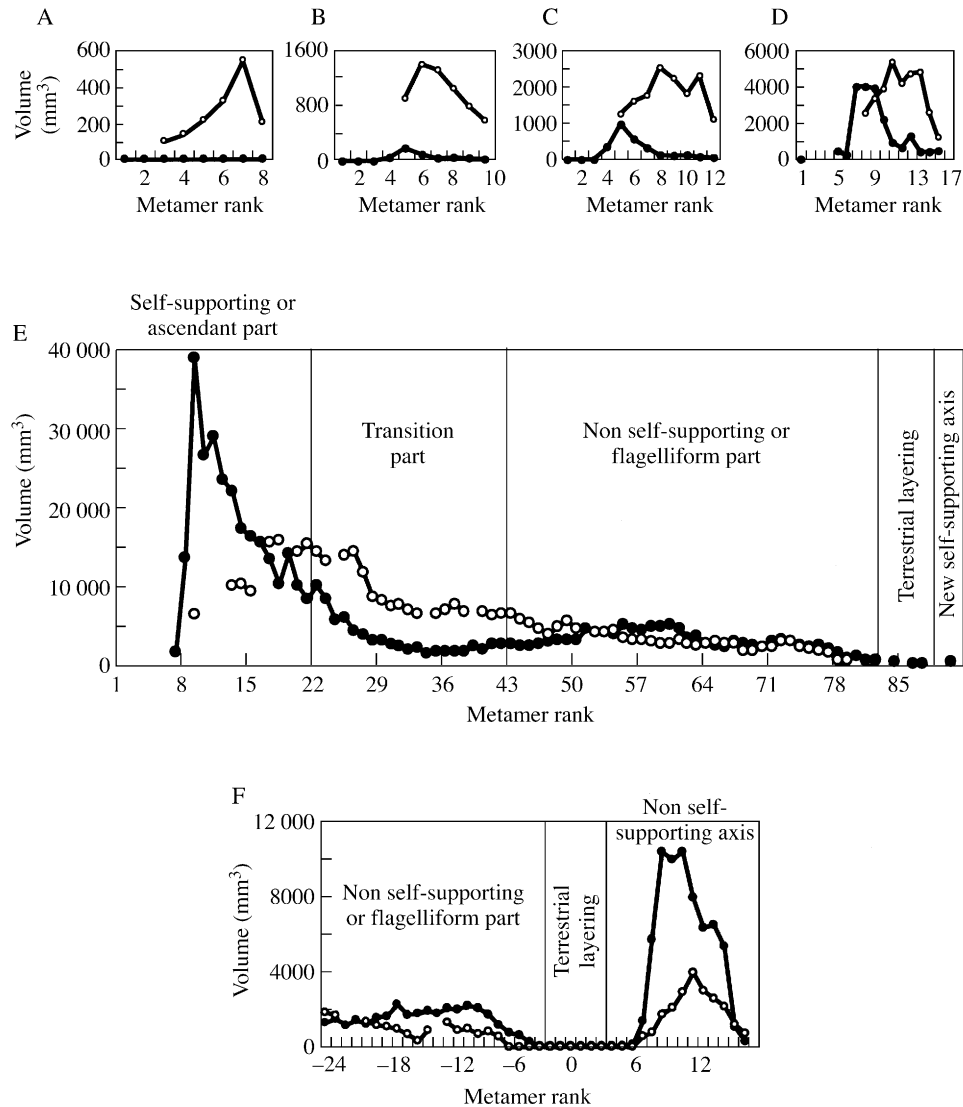 A
B
C
D
600
400
200
0
1600
800
0
3000
2000
1000
0
6000
4000
2000
0
Volume
(mm³)
2 4 6 8
2 4 6 8 10
2 4 6 8 10 12
1 5 9 13 17
Metamer rank
Metamer rank
Metamer rank
Metamer rank
E
Self-supporting or
ascendant part
40 000
30 000
20 000
10 000
0
Volume (mm³)
Transition
part
Non self-supporting or
flagelliform part
Terrestrial layering
New self-supporting axis
1 8 15 22 29 36 43 50 57 64 71 78 85
Metamer rank
F
12 000
8000
4000
0
Volume (mm³)
Non self-supporting
or flagelliform part
Terrestrial
layering
Non self-
supporting axis
–24 –18 –12 –6 0 6 12
Metamer rank